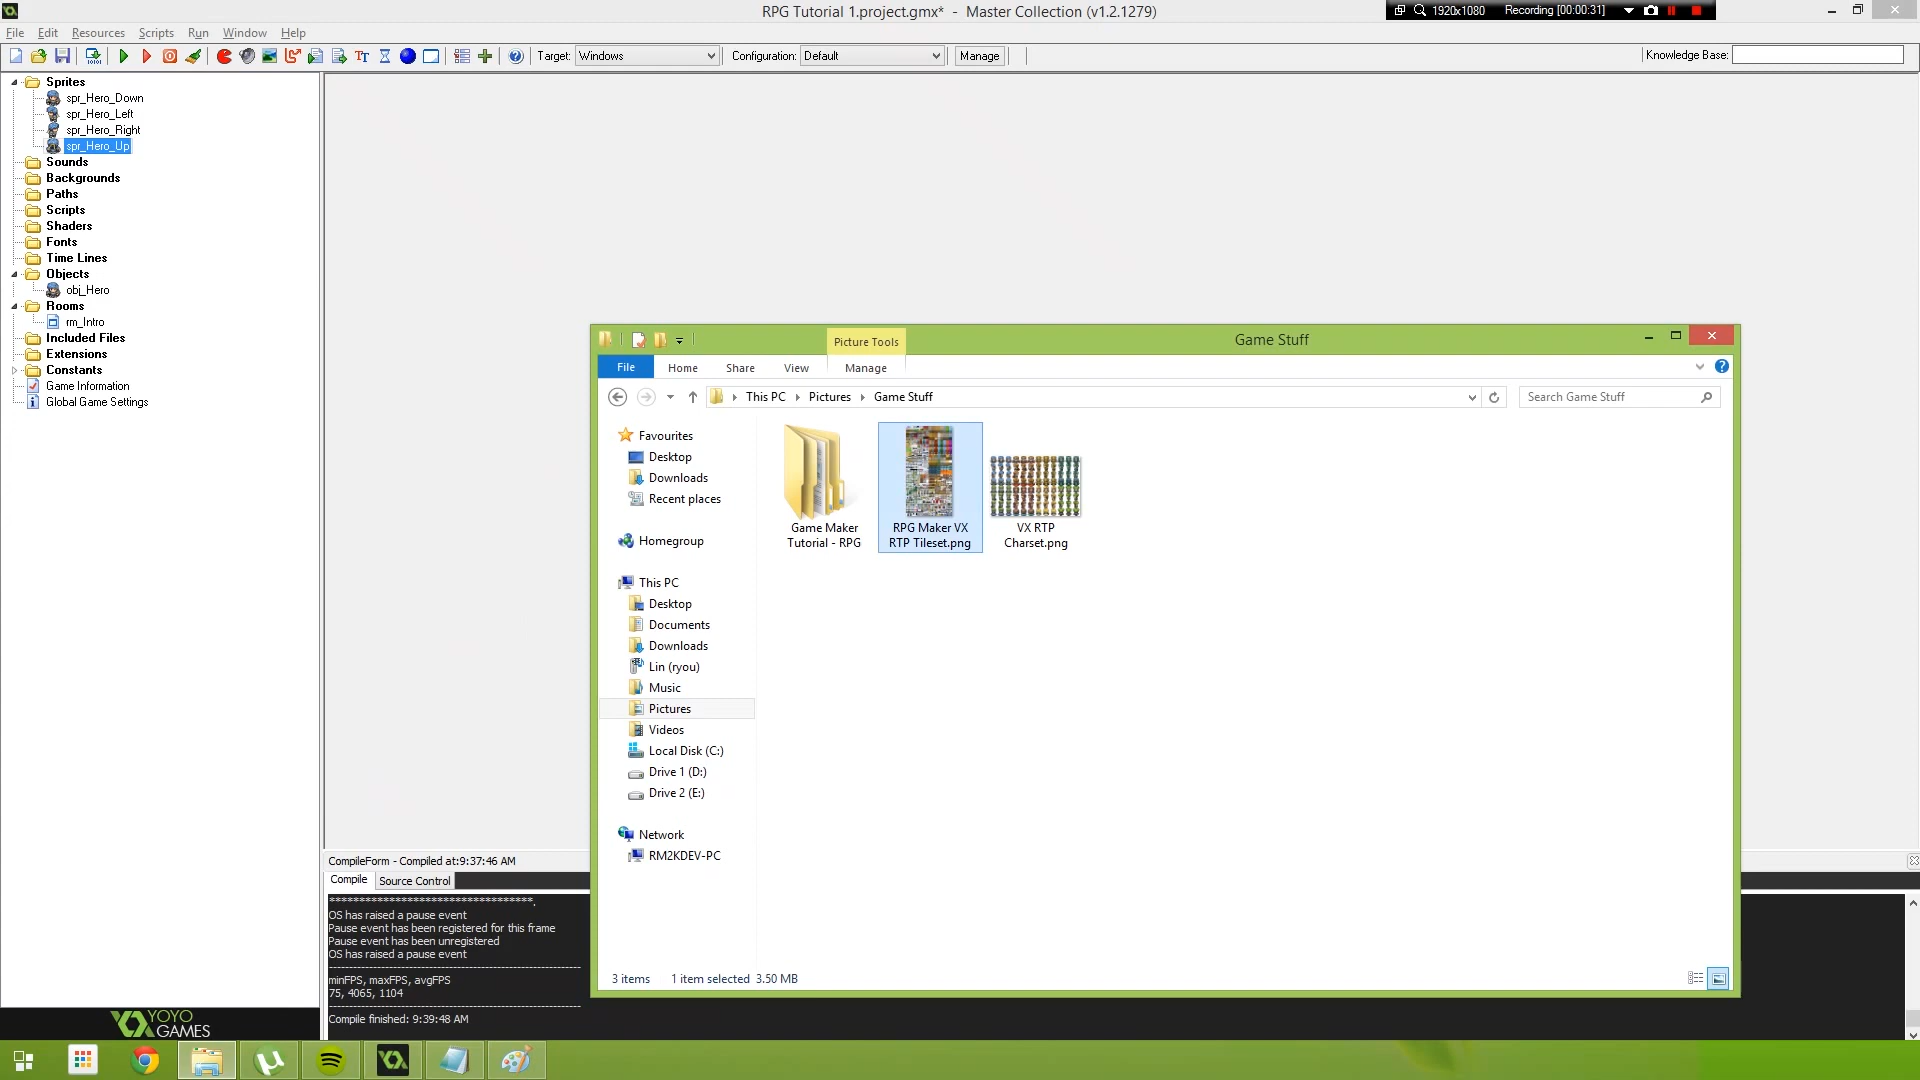 RPG Tutorial 1.project.gmx* - Master Collection (v1.2.1279)
1920x1080 Recording [00:00:31]
File Edit Resources Scripts Run Window Help
Target: Windows Configuration: Default Manage Knowledge Base:
Sprites
spr_Hero_Down
spr_Hero_Left
spr_Hero_Right
spr_Hero_Up
Sounds
Backgrounds
Paths
Scripts
Shaders
Fonts
Time Lines
Objects
obj_Hero
Rooms
rm_Intro
Included Files
Extensions
Constants
Game Information
Global Game Settings
YOYO
GAMES
Picture Tools
Game Stuff
File Home Share View Manage
This PC Pictures Game Stuff
Search Game Stuff
Favourites
Desktop
Downloads
Recent places
Homegroup
This PC
Desktop
Documents
Downloads
Lin (ryou)
Music
Pictures
Videos
Local Disk (C:)
Drive 1 (D:)
Drive 2 (E:)
Network
RM2KDEV-PC
Game Maker
Tutorial - RPG
RPG Maker VX
RTP Tileset.png
VX RTP
Charset.png
3 items 1 item selected 3.50 MB
CompileForm - Compiled at:9:37:46 AM
Compile Source Control
***********************************.
OS has raised a pause event
Pause event has been registered for this frame
Pause event has been unregistered
OS has raised a pause event
minFPS, maxFPS, avgFPS
75, 4065, 1104
Compile finished: 9:39:48 AM